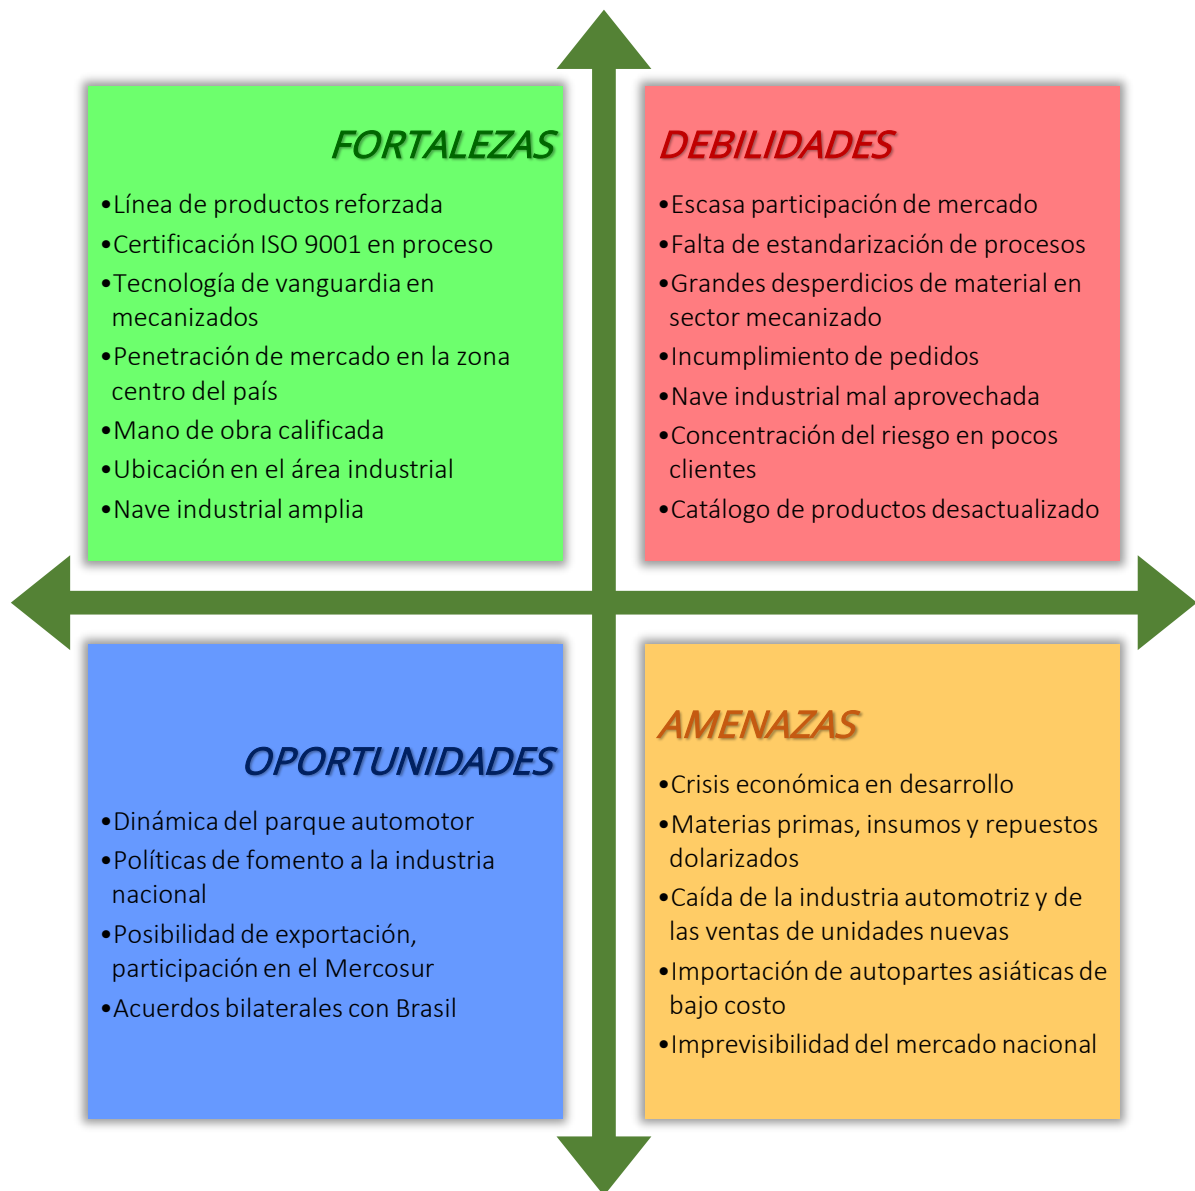 FORTALEZAS
•Línea de productos reforzada
•Certificación ISO 9001 en proceso
•Tecnología de vanguardia en
mecanizados
•Penetración de mercado en la zona
centro del país
•Mano de obra calificada
•Ubicación en el área industrial
•Nave industrial amplia
DEBILIDADES
•Escasa participación de mercado
•Falta de estandarización de procesos
•Grandes desperdicios de material en
sector mecanizado
•Incumplimiento de pedidos
•Nave industrial mal aprovechada
•Concentración del riesgo en pocos
clientes
•Catálogo de productos desactualizado
OPORTUNIDADES
•Dinámica del parque automotor
•Políticas de fomento a la industria
nacional
•Posibilidad de exportación,
participación en el Mercosur
•Acuerdos bilaterales con Brasil
AMENAZAS
•Crisis económica en desarrollo
•Materias primas, insumos y repuestos
dolarizados
•Caída de la industria automotriz y de
las ventas de unidades nuevas
•Importación de autopartes asiáticas de
bajo costo
•Imprevisibilidad del mercado nacional